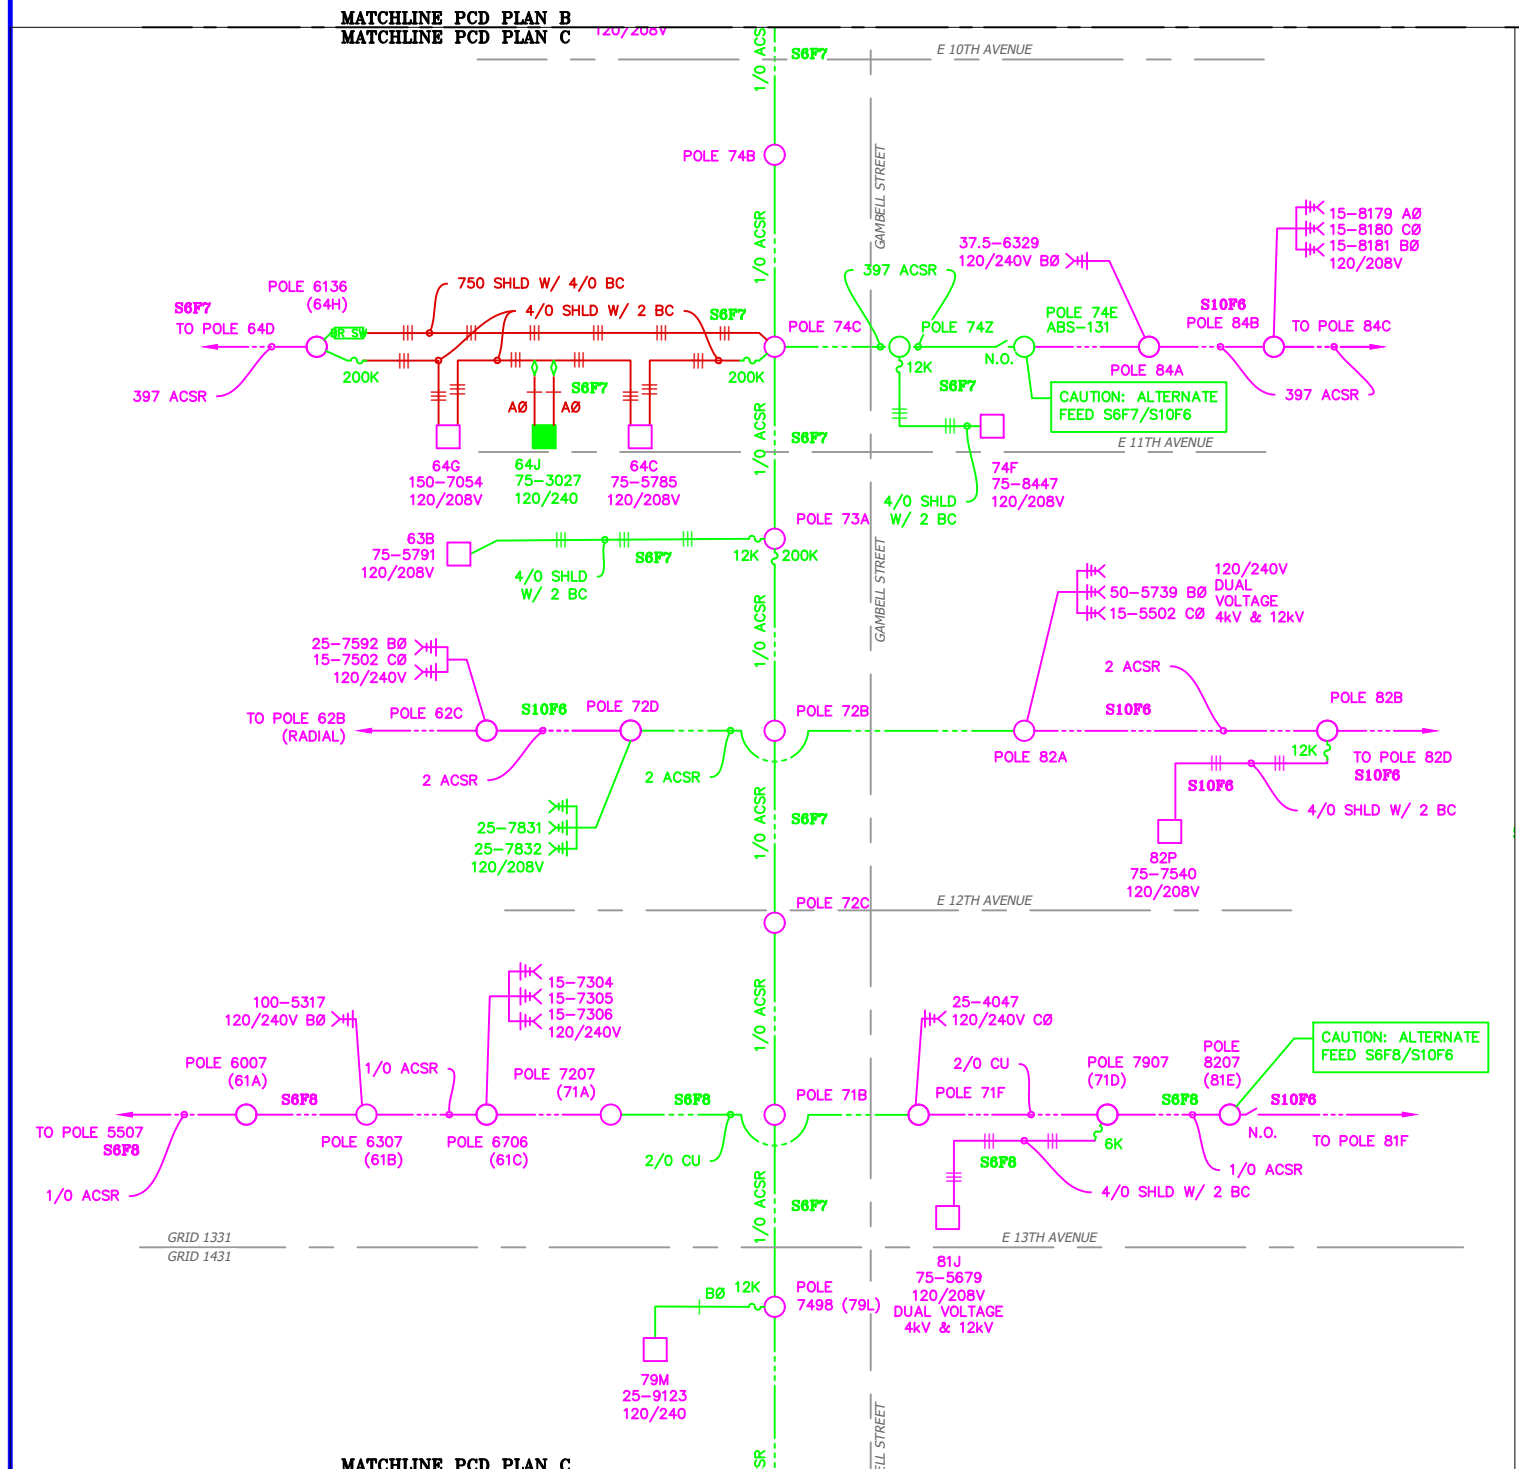 MATCHLINE PCD PLAN B
MATCHLINE PCD PLAN C
120/208V
1/0 ACS
S6F7
E 10TH AVENUE
POLE 74B
GAMBELL STREET
1/0 ACSR
37.5-6329
120/240V BØ
15-8179 AØ
15-8180 CØ
15-8181 BØ
120/208V
POLE 6136
(64H)
750 SHLD W/ 4/0 BC
4/0 SHLD W/ 2 BC
397 ACSR
S6F7
TO POLE 64D
S6F7
POLE 74C
POLE 74Z
POLE 74E
ABS-131
S10F6
POLE 84B
TO POLE 84C
N.O.
POLE 84A
200K
200K
12K
397 ACSR
S6F7
S6F7
AØ
AØ
CAUTION: ALTERNATE
FEED S6F7/S10F6
397 ACSR
1/0 ACSR
S6F7
E 11TH AVENUE
64G
150-7054
120/208V
64J
75-3027
120/240
64C
75-5785
120/208V
74F
75-8447
120/208V
4/0 SHLD
W/ 2 BC
POLE 73A
63B
75-5791
120/208V
S6F7
12K
200K
4/0 SHLD
W/ 2 BC
GAMBELL STREET
120/240V
DUAL
VOLTAGE
4kV & 12kV
50-5739 BØ
15-5502 CØ
1/0 ACSR
25-7592 BØ
15-7502 CØ
120/240V
2 ACSR
TO POLE 62B
(RADIAL)
POLE 62C
S10F6
POLE 72D
POLE 72B
S10F6
POLE 82B
POLE 82A
12K
TO POLE 82D
S10F6
2 ACSR
2 ACSR
S10F6
4/0 SHLD W/ 2 BC
25-7831
25-7832
120/208V
1/0 ACSR
S6F7
82P
75-7540
120/208V
POLE 72C
E 12TH AVENUE
15-7304
15-7305
15-7306
120/240V
100-5317
120/240V BØ
1/0 ACSR
25-4047
120/240V CØ
CAUTION: ALTERNATE
FEED S6F8/S10F6
POLE 6007
(61A)
1/0 ACSR
POLE 7207
(71A)
2/0 CU
POLE 7907
(71D)
POLE
8207
(81E)
S6F8
S6F8
POLE 71B
POLE 71F
S6F8
S10F6
TO POLE 5507
S6F8
POLE 6307
(61B)
POLE 6706
(61C)
2/0 CU
6K
N.O.
TO POLE 81F
S6F8
1/0 ACSR
1/0 ACSR
4/0 SHLD W/ 2 BC
1/0 ACSR
S6F7
GRID 1331
GRID 1431
E 13TH AVENUE
81J
75-5679
120/208V
DUAL VOLTAGE
4kV & 12kV
BØ
12K
POLE
7498 (79L)
79M
25-9123
120/240
MATCHLINE PCD PLAN C